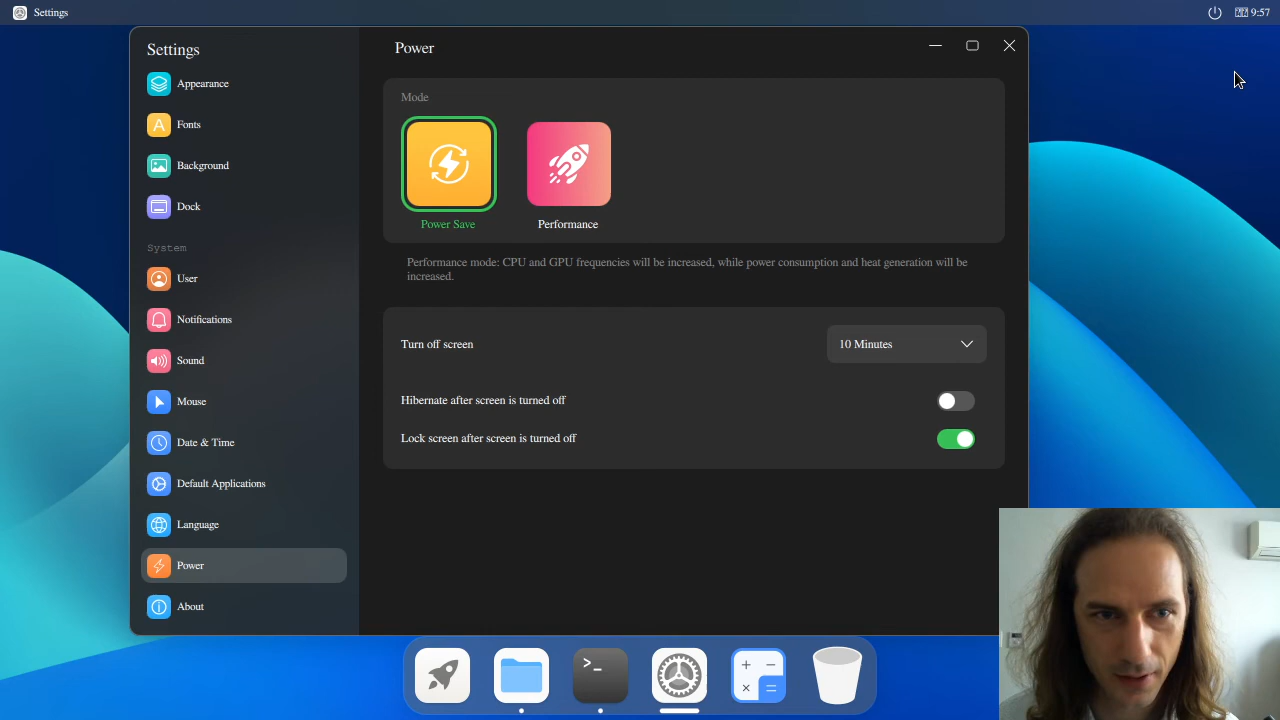 Settings
9:57
Settings
Appearance
Fonts
Background
Dock
System
User
Notifications
Sound
Mouse
Date & Time
Default Applications
Language
Power
About
Power
Mode
Power Save
Performance
Performance mode: CPU and GPU frequencies will be increased, while power consumption and heat generation will be
increased.
Turn off screen
10 Minutes
Hibernate after screen is turned off
Lock screen after screen is turned off